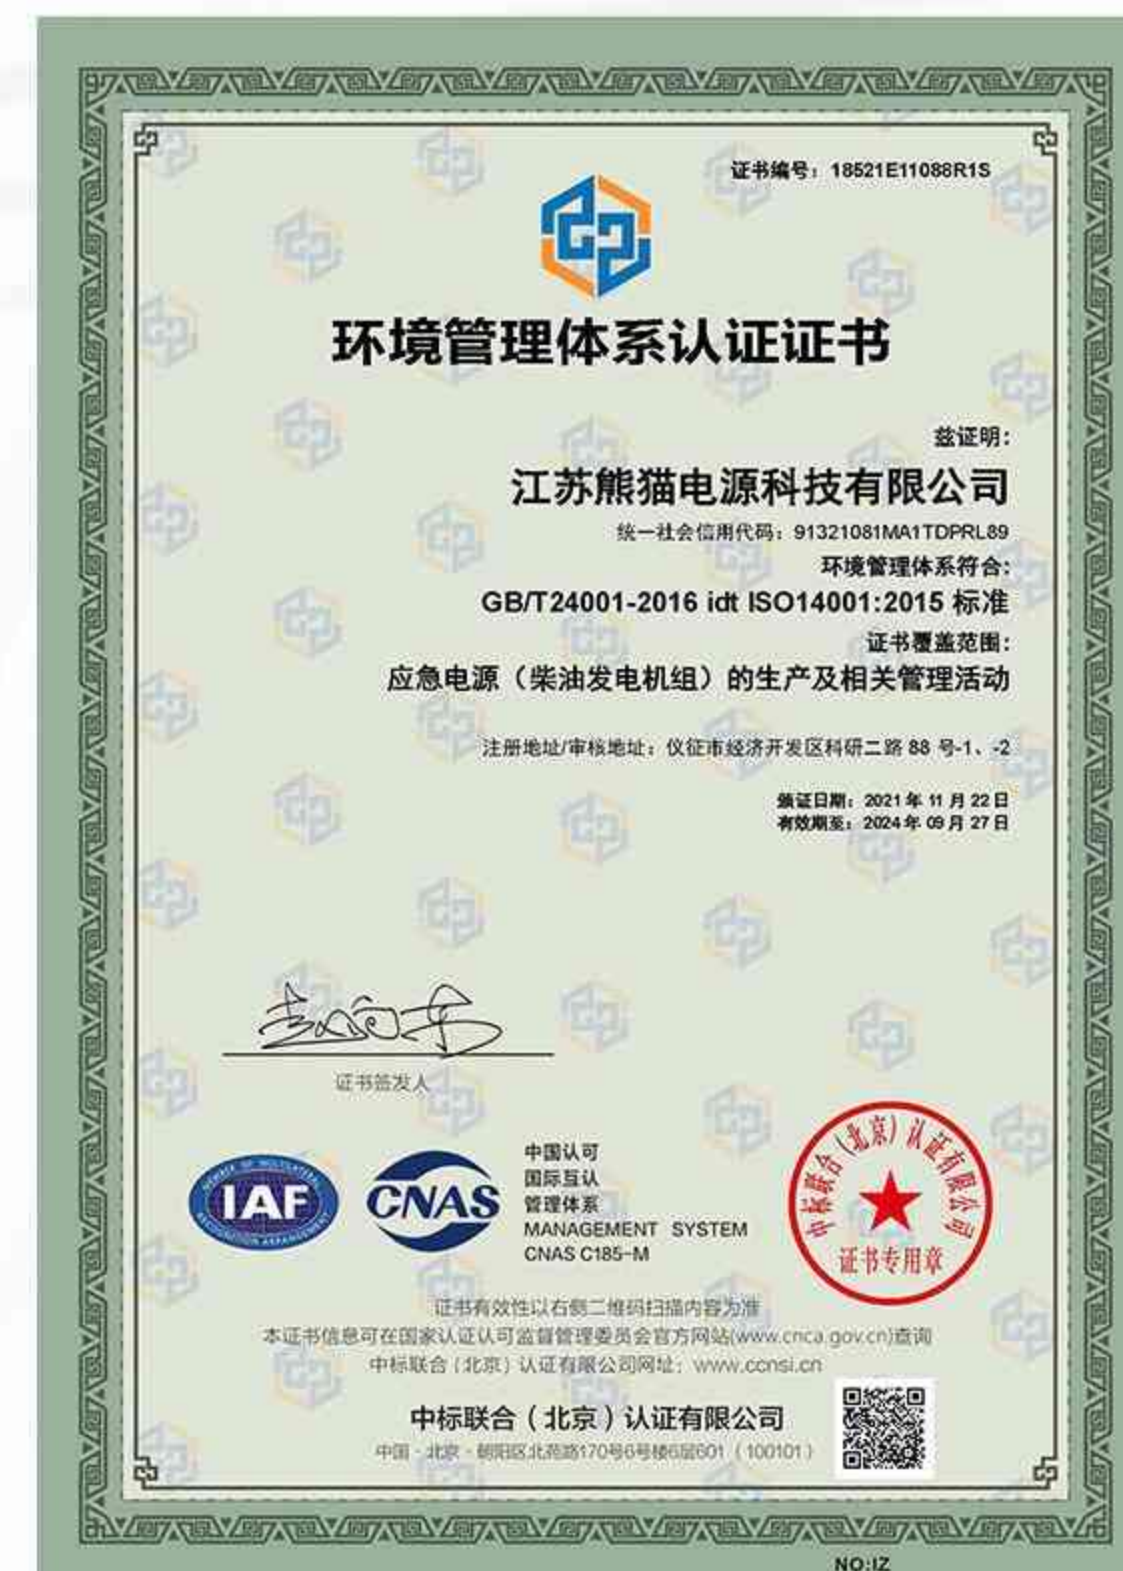 证书编号：18521E11088R1S
环境管理体系认证证书
兹证明：
江苏熊猫电源科技有限公司
统一社会信用代码：91321081MA1TDPRL89
环境管理体系符合：
GB/T24001-2016 idt ISO14001:2015 标准
证书覆盖范围：
应急电源（柴油发电机组）的生产及相关管理活动
注册地址/审核地址：仪征市经济开发区科研二路 88 号-1、-2
颁证日期：2021 年 11 月 22 日
有效期至：2024 年 09 月 27 日
证书签发人
MEMBER OF MULTILATERAL
IAF
RECOGNITION ARRANGEMENT
CNAS
中国认可
国际互认
管理体系
MANAGEMENT SYSTEM
CNAS C185-M
中标联合（北京）认证有限公司
证书专用章
证书有效性以右侧二维码扫描内容为准
本证书信息可在国家认证认可监督管理委员会官方网站(www.cnca.gov.cn)查询
中标联合（北京）认证有限公司网址：www.ccnsi.cn
中标联合（北京）认证有限公司
中国·北京·朝阳区北苑路170号6号楼6层601（100101）
NO:IZ